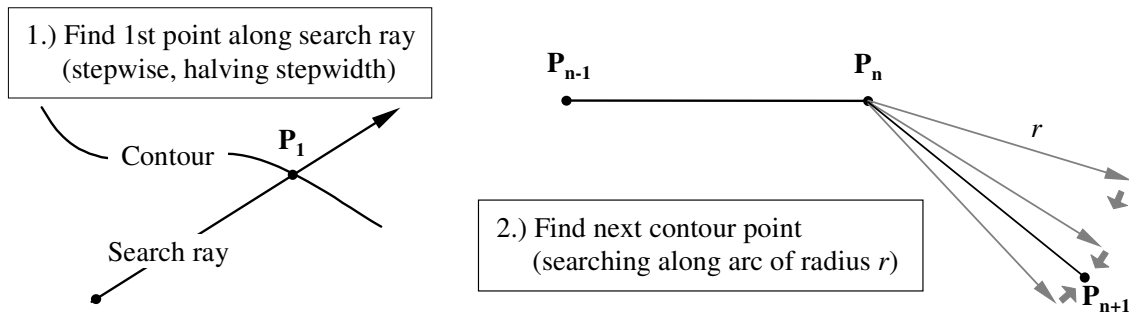 1.) Find 1st point along search ray
(stepwise, halving stepwidth)
P1
Contour
Search ray
Pn-1
Pn
r
2.) Find next contour point
(searching along arc of radius r)
Pn+1